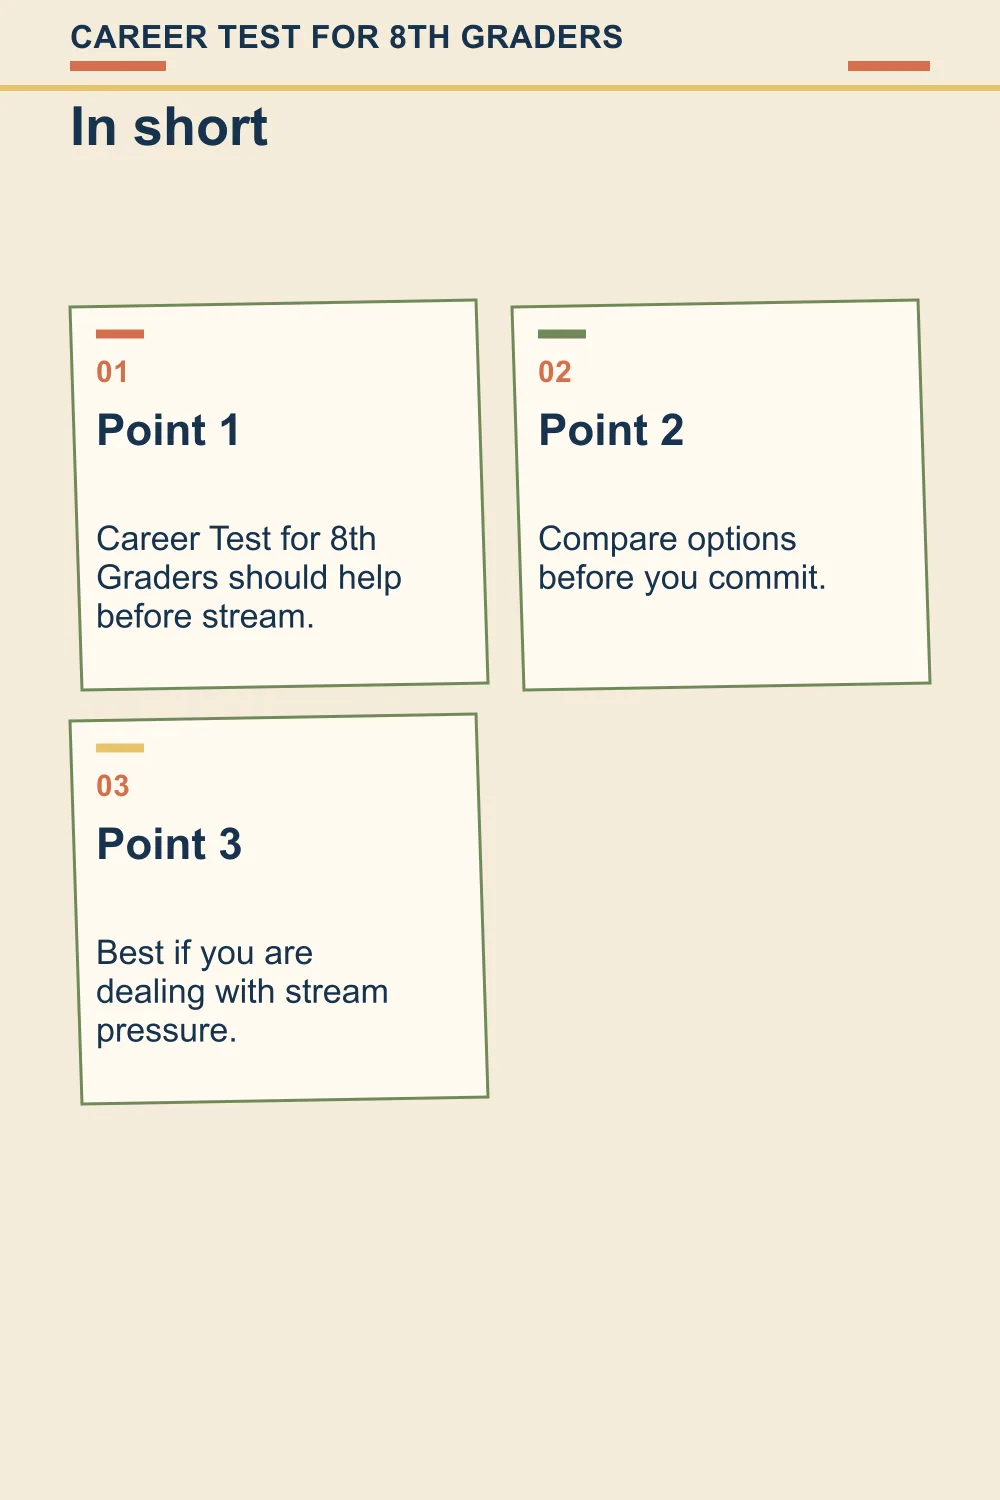 CAREER TEST FOR 8TH GRADERS
In short
01
Point 1
Career Test for 8th
Graders should help
before stream.
02
Point 2
Compare options
before you commit.
03
Point 3
Best if you are
dealing with stream
pressure.